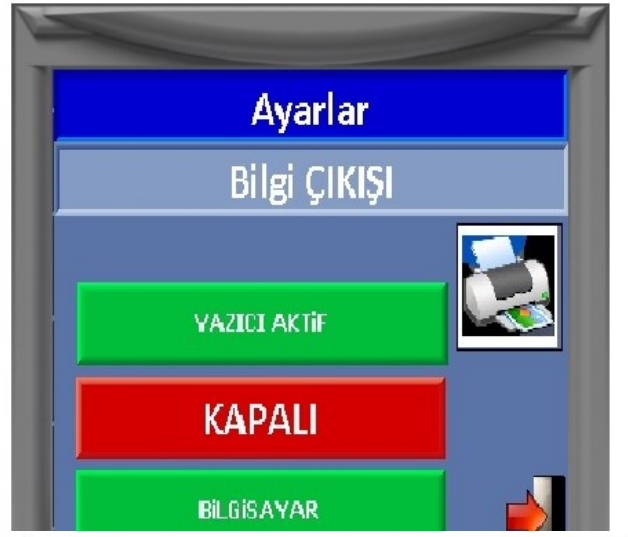 Ayarlar
Bilgi ÇIKIŞI
YAZICI AKTİF
KAPALI
BİLGİSAYAR